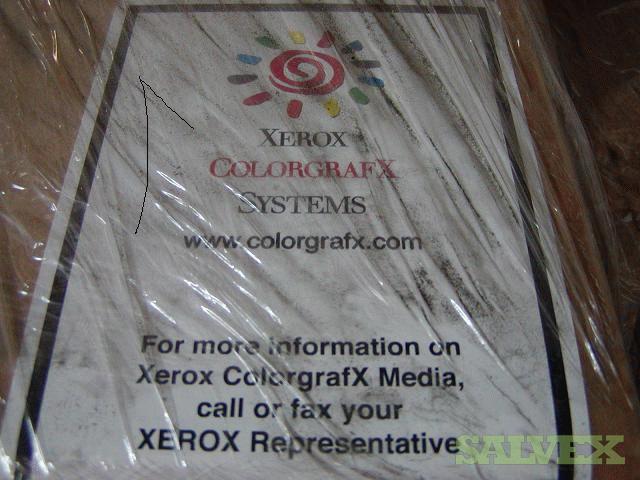 XEROX
COLORGRAFX
SYSTEMS
www.colorgrafx.com
For more information on
Xerox ColorgrafX Media,
call or fax your
XEROX Representative
SALVEX